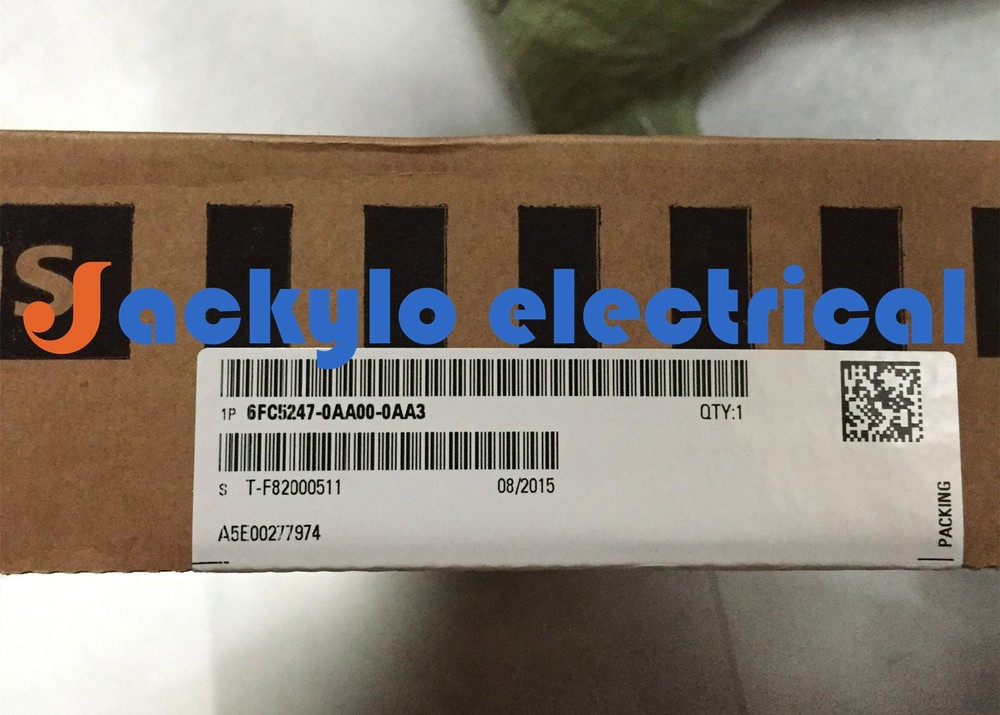 S
Jackylo electrical
1P 6FC5247-0AA00-0AA3 QTY:1
S T-F82000511 08/2015
A5E00277974
PACKING